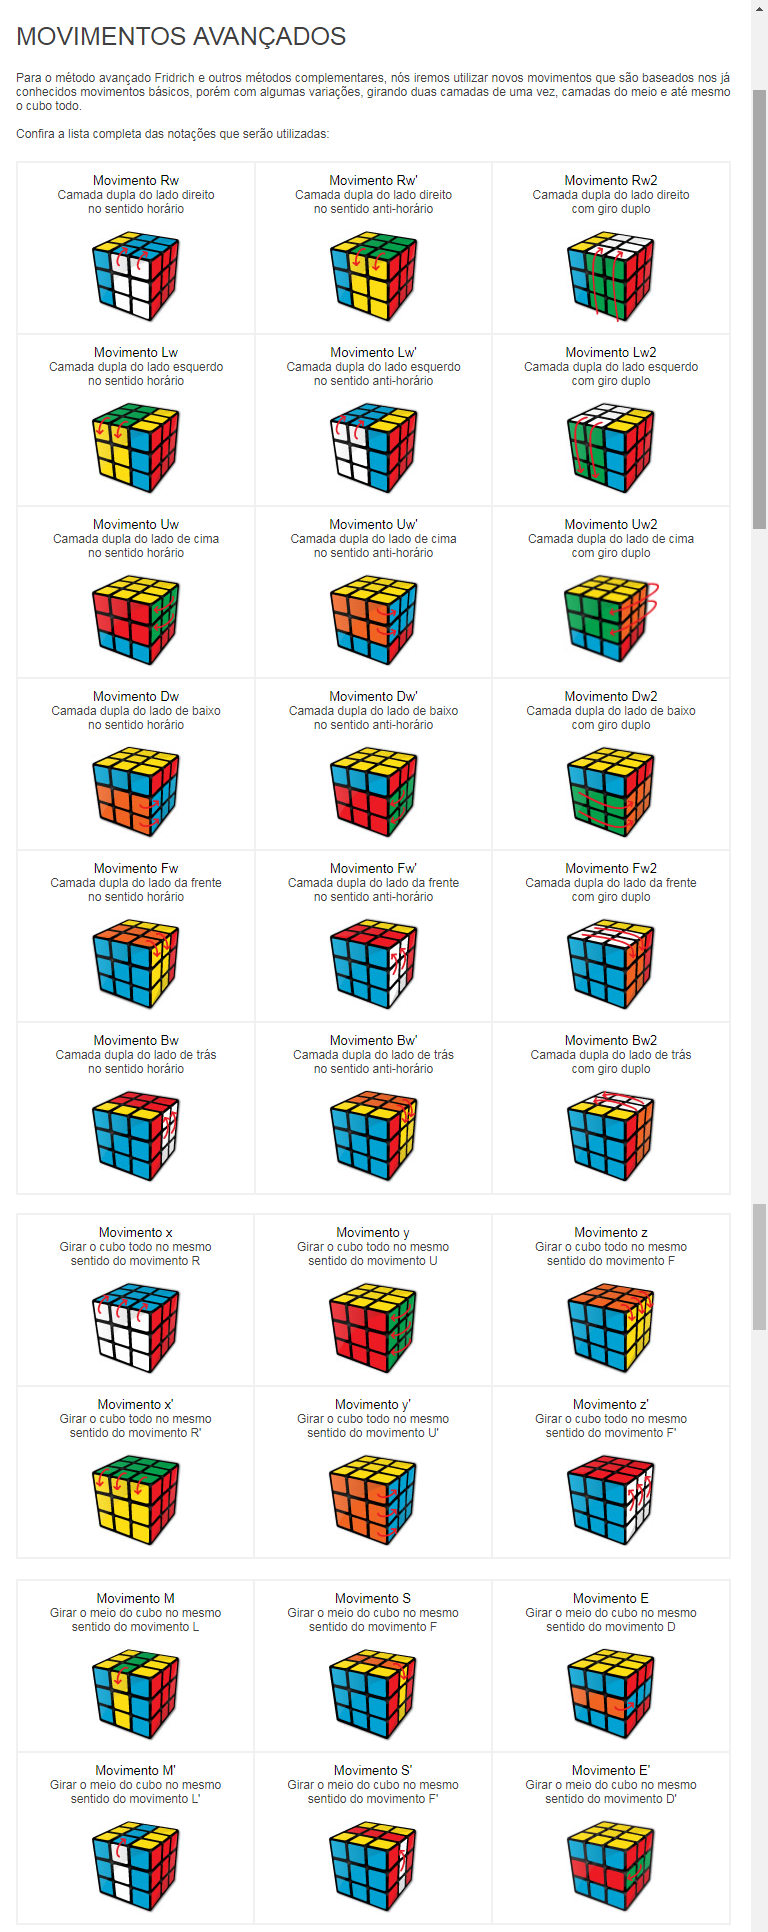 MOVIMENTOS AVANÇADOS
Para o método avançado Fridrich e outros métodos complementares, nós iremos utilizar novos movimentos que são baseados nos já
conhecidos movimentos básicos, porém com algumas variações, girando duas camadas de uma vez, camadas do meio e até mesmo
o cubo todo.
Confira a lista completa das notações que serão utilizadas:
Movimento Rw
Camada dupla do lado direito
no sentido horário
Movimento Rw'
Camada dupla do lado direito
no sentido anti-horário
Movimento Rw2
Camada dupla do lado direito
com giro duplo
Movimento Lw
Camada dupla do lado esquerdo
no sentido horário
Movimento Lw'
Camada dupla do lado esquerdo
no sentido anti-horário
Movimento Lw2
Camada dupla do lado esquerdo
com giro duplo
Movimento Uw
Camada dupla do lado de cima
no sentido horário
Movimento Uw'
Camada dupla do lado de cima
no sentido anti-horário
Movimento Uw2
Camada dupla do lado de cima
com giro duplo
Movimento Dw
Camada dupla do lado de baixo
no sentido horário
Movimento Dw'
Camada dupla do lado de baixo
no sentido anti-horário
Movimento Dw2
Camada dupla do lado de baixo
com giro duplo
Movimento Fw
Camada dupla do lado da frente
no sentido horário
Movimento Fw'
Camada dupla do lado da frente
no sentido anti-horário
Movimento Fw2
Camada dupla do lado da frente
com giro duplo
Movimento Bw
Camada dupla do lado de trás
no sentido horário
Movimento Bw'
Camada dupla do lado de trás
no sentido anti-horário
Movimento Bw2
Camada dupla do lado de trás
com giro duplo
Movimento x
Girar o cubo todo no mesmo
sentido do movimento R
Movimento y
Girar o cubo todo no mesmo
sentido do movimento U
Movimento z
Girar o cubo todo no mesmo
sentido do movimento F
Movimento x'
Girar o cubo todo no mesmo
sentido do movimento R'
Movimento y'
Girar o cubo todo no mesmo
sentido do movimento U'
Movimento z'
Girar o cubo todo no mesmo
sentido do movimento F'
Movimento M
Girar o meio do cubo no mesmo
sentido do movimento L
Movimento S
Girar o meio do cubo no mesmo
sentido do movimento F
Movimento E
Girar o meio do cubo no mesmo
sentido do movimento D
Movimento M'
Girar o meio do cubo no mesmo
sentido do movimento L'
Movimento S'
Girar o meio do cubo no mesmo
sentido do movimento F'
Movimento E'
Girar o meio do cubo no mesmo
sentido do movimento D'